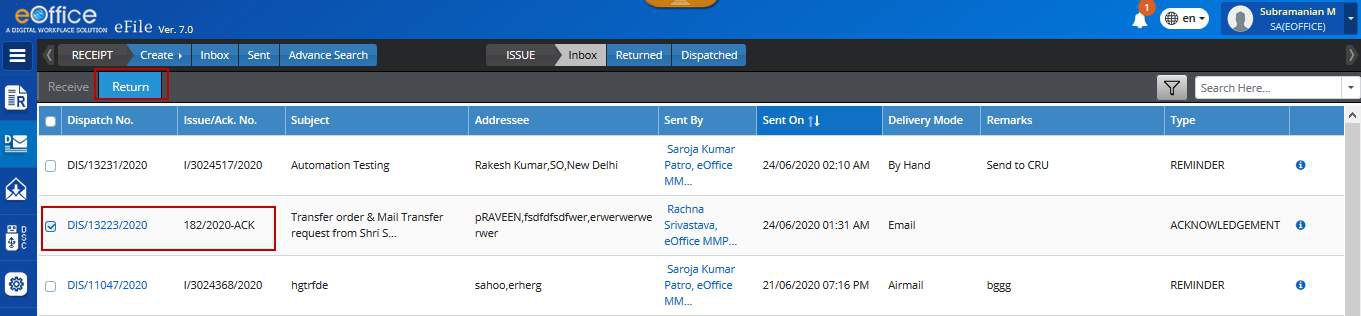 eOffice
A DIGITAL WORKPLACE SOLUTION
eFile Ver. 7.0
1
en
Subramanian M
SA(EOFFICE)
RECEIPT Create Inbox Sent Advance Search ISSUE Inbox Returned Dispatched
Receive Return Search Here...
Dispatch No. Issue/Ack. No. Subject Addressee Sent By Sent On Delivery Mode Remarks Type
DIS/13231/2020 I/3024517/2020 Automation Testing Rakesh Kumar,SO,New Delhi Saroja Kumar
Patro, eOffice
MM... 24/06/2020 02:10 AM By Hand Send to CRU REMINDER
DIS/13223/2020 182/2020-ACK Transfer order & Mail Transfer
request from Shri S... pRAVEEN,fsdfdfsdfwer,erwerwerwe
rwer Rachna
Srivastava,
eOffice MMP... 24/06/2020 01:31 AM Email ACKNOWLEDGEMENT
DIS/11047/2020 I/3024368/2020 hgtrfde sahoo,erherg Saroja Kumar
Patro, eOffice
MM... 21/06/2020 07:16 PM Airmail bggg REMINDER
R
D
DSC